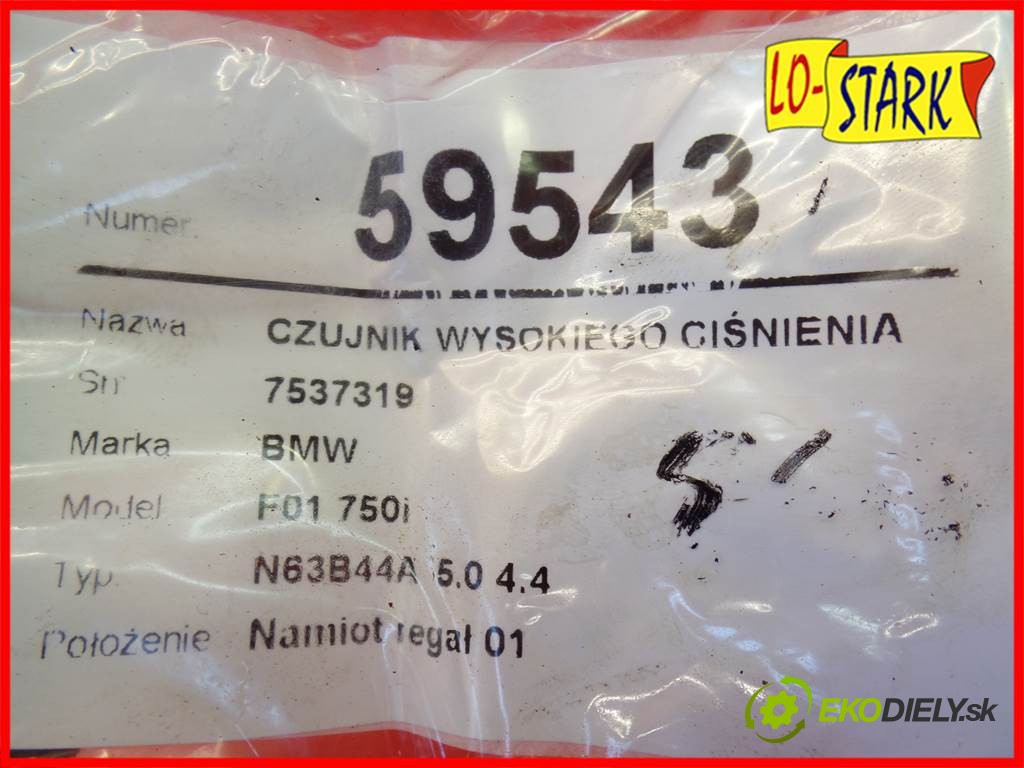 LO-STARK
Numer. 59543
Nazwa CZUJNIK WYSOKIEGO CIŚNIENIA
Sn 7537319
Marka BMW
Model F01 750i
Typ. N63B44A 5.0 4.4
Położenie Namiot regał 01
EKODIELY.sk